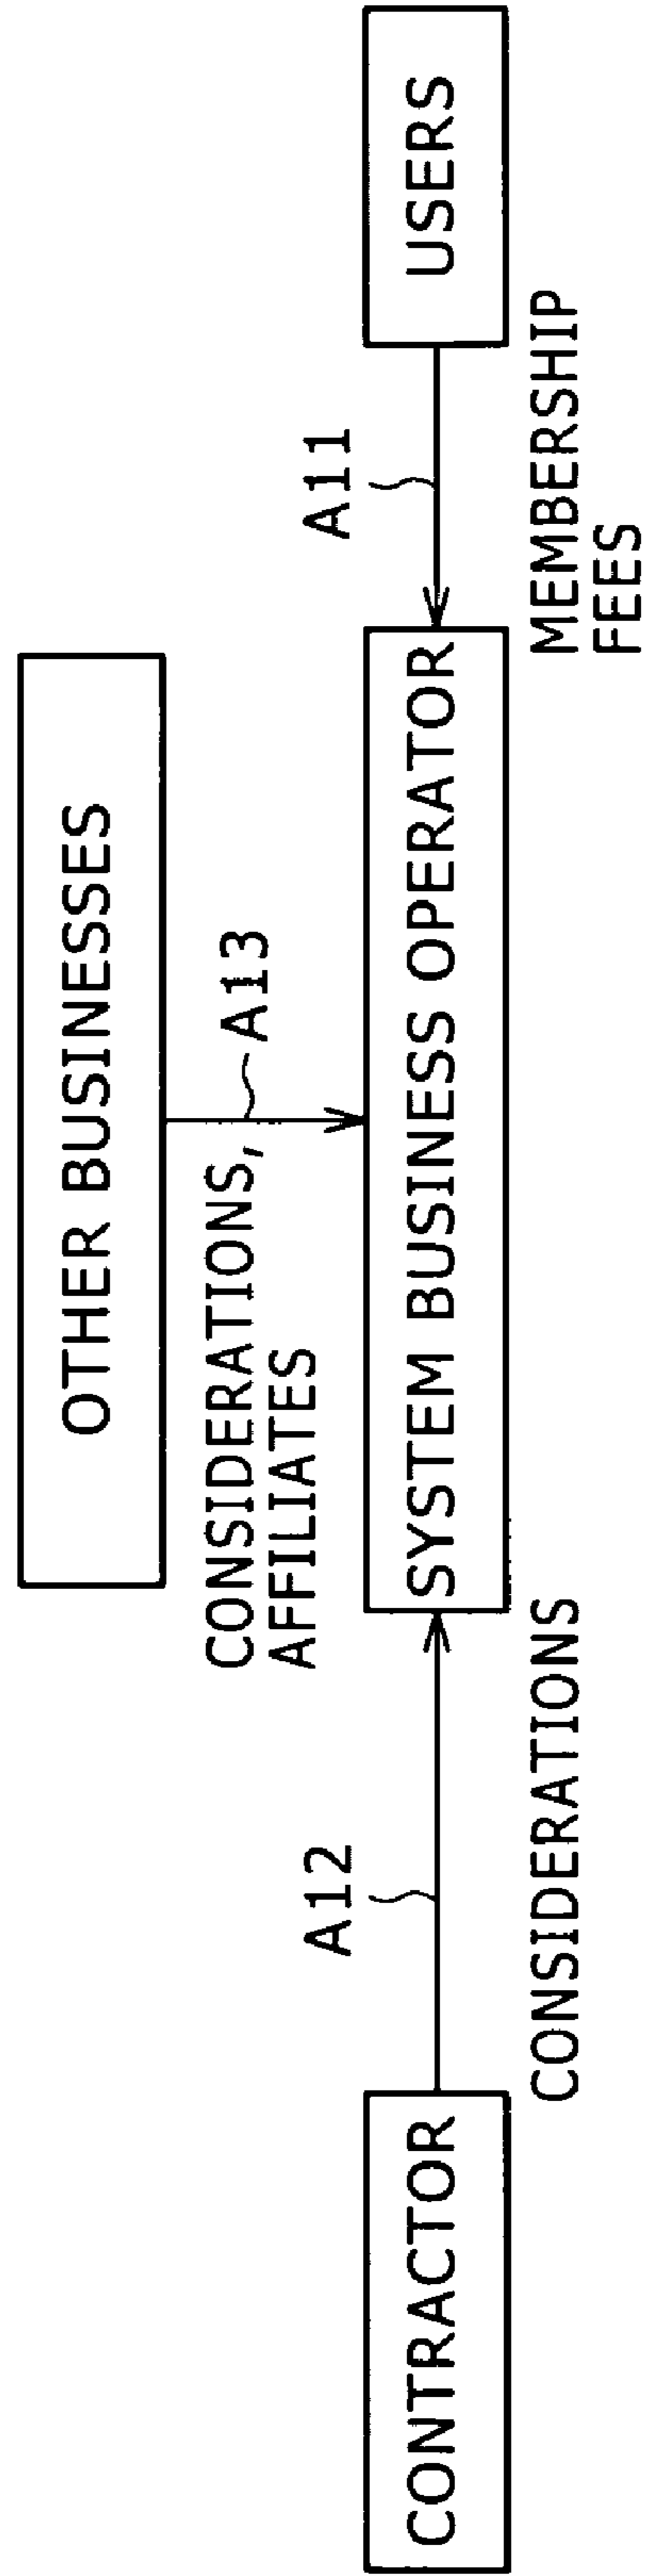 OTHER BUSINESSES
CONSIDERATIONS,
AFFILIATES
A13
A12
A11
CONTRACTOR
SYSTEM BUSINESS OPERATOR
USERS
CONSIDERATIONS
MEMBERSHIP
FEES